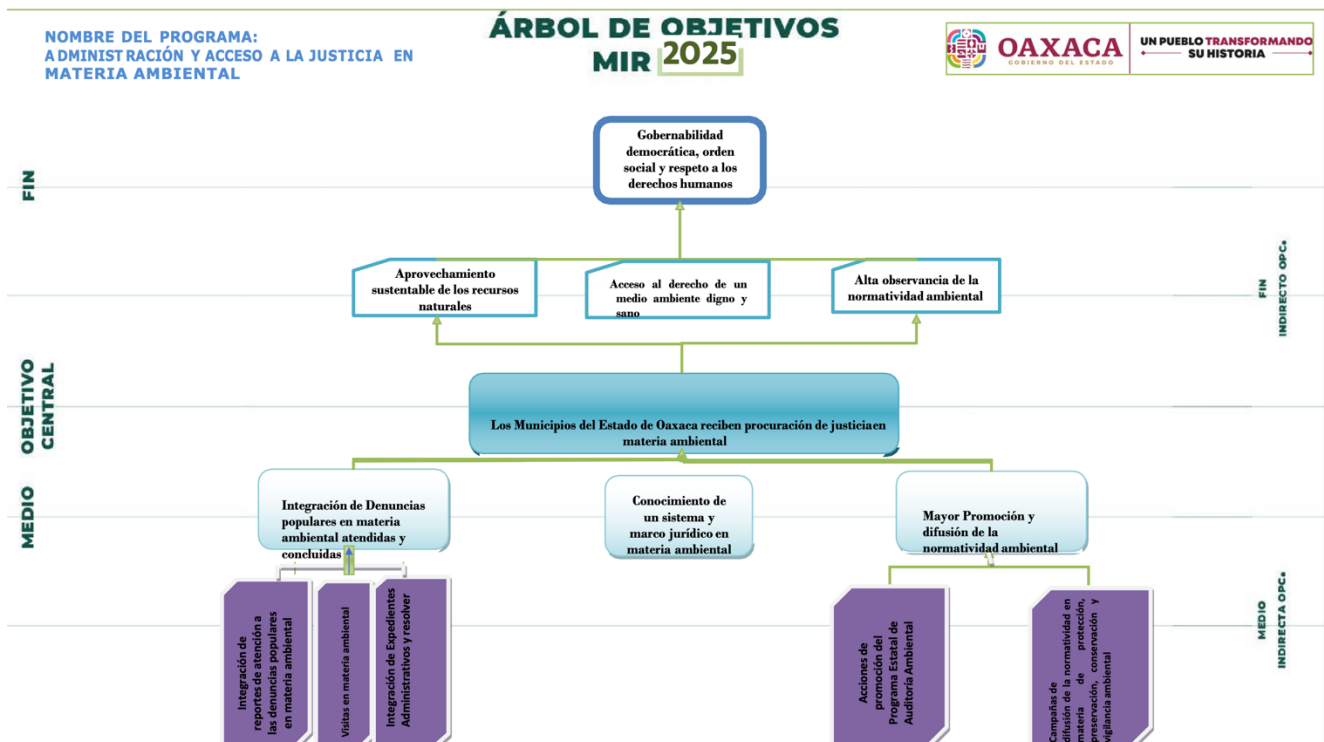 NOMBRE DEL PROGRAMA:
ADMINISTRACIÓN Y ACCESO A LA JUSTICIA EN
MATERIA AMBIENTAL
ÁRBOL DE OBJETIVOS
MIR 2025
OAXACA
GOBIERNO DEL ESTADO
UN PUEBLO TRANSFORMANDO
SU HISTORIA
FIN
Gobernabilidad
democrática, orden
social y respeto a los
derechos humanos
FIN
INDIRECTO OPC.
Aprovechamiento
sustentable de los recursos
naturales
Acceso al derecho de un
medio ambiente digno y
sano
Alta observancia de la
normatividad ambiental
OBJETIVO
CENTRAL
Los Municipios del Estado de Oaxaca reciben procuración de justiciaen
materia ambiental
MEDIO
Integración de Denuncias
populares en materia
ambiental atendidas y
concluidas
Conocimiento de
un sistema y
marco jurídico en
materia ambiental
Mayor Promoción y
difusión de la
normatividad ambiental
MEDIO
INDIRECTA OPC.
Integración de
reportes de atención a
las denuncias populares
en materia ambiental
Visitas en materia ambiental
Integración de Expedientes
Administrativos y resolver
Acciones de
promoción del
Programa Estatal de
Auditoría Ambiental
Campañas de
difusión de la normatividad en
materia de protección,
preservación, conservación y
vigilancia ambiental